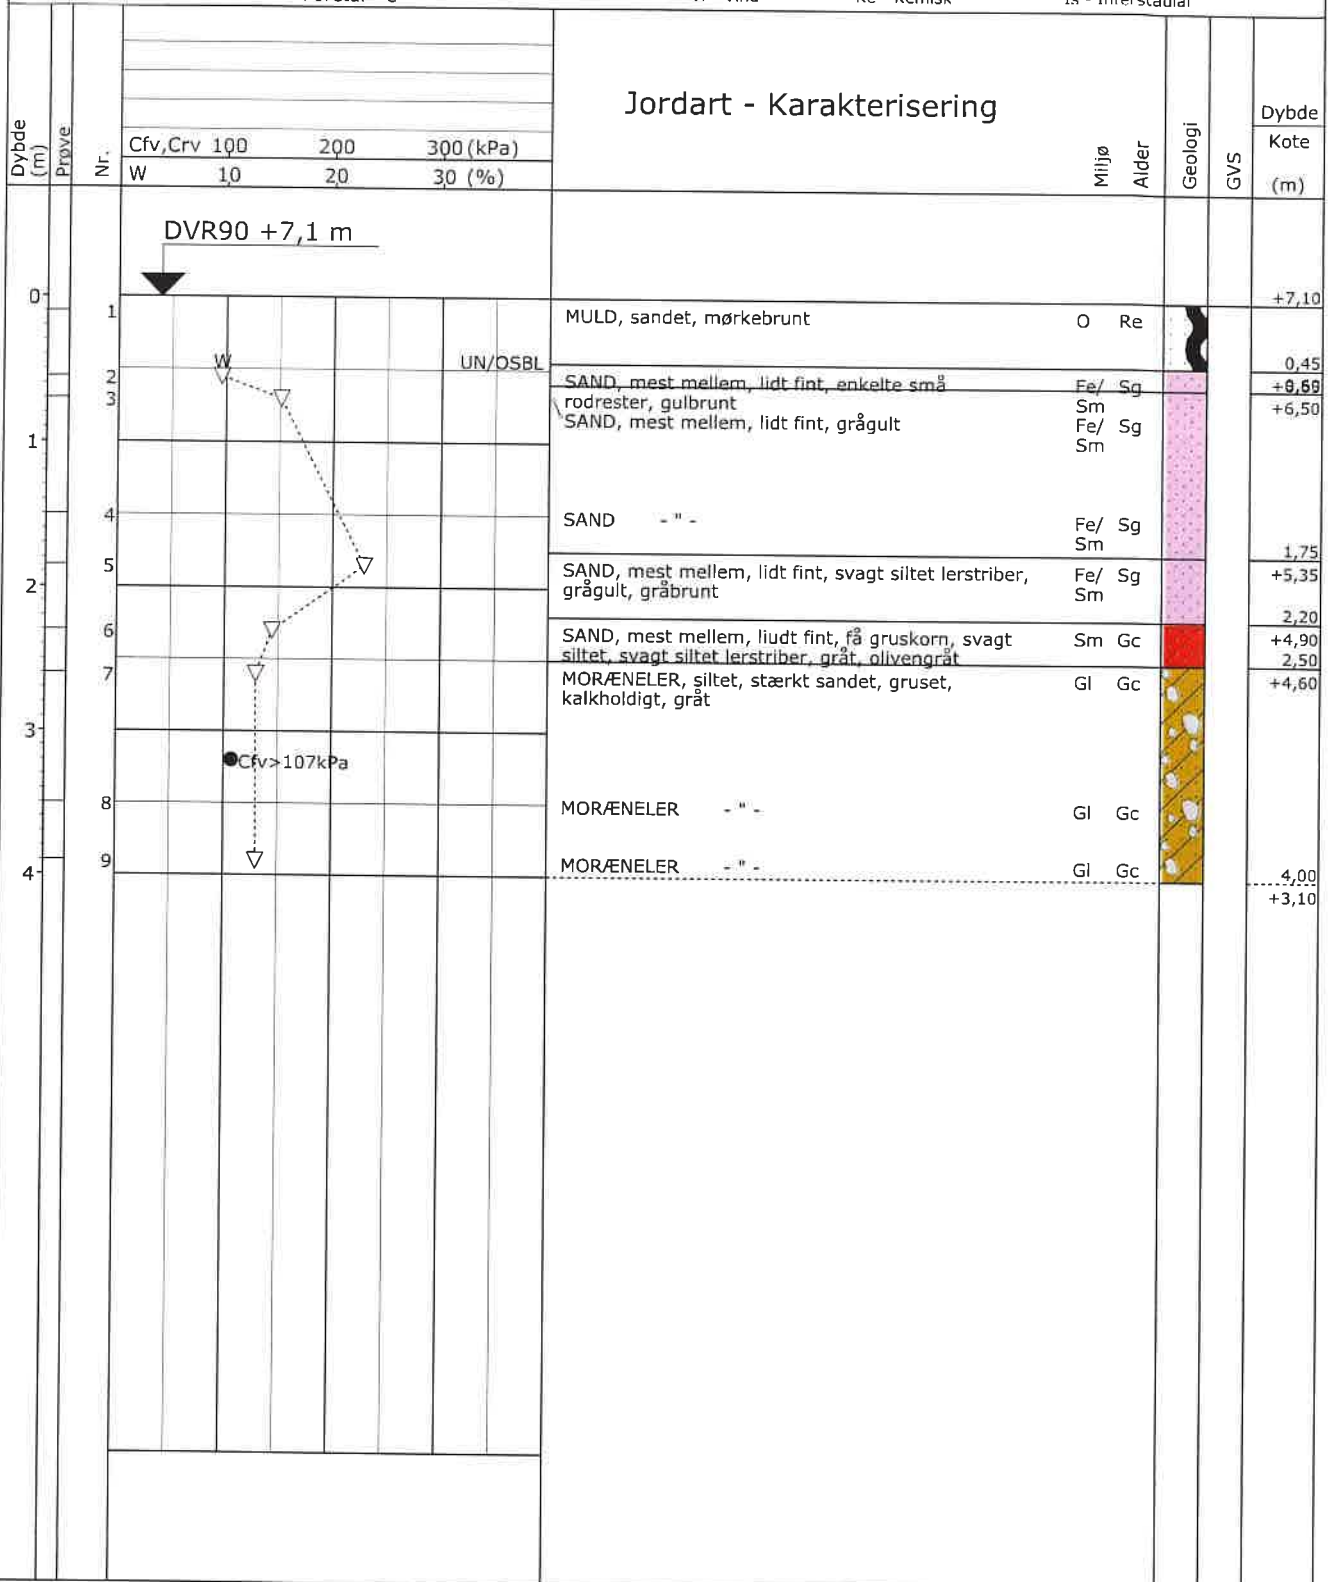 W - Vind Ke - Kemisk Is - Interstadial
Dybde (m)
Prøve
Nr.
Cfv,Crv 100 200 300 (kPa)
W 10 20 30 (%)
Jordart - Karakterisering
Miljø
Alder
Geologi
GVS
Dybde
Kote
(m)
DVR90 +7,1 m
0
+7,10
1
MULD, sandet, mørkebrunt O Re
W
UN/OSBL
0,45
2
SAND, mest mellem, lidt fint, enkelte små Fe/ Sg
rodrester, gulbrunt Sm
3
+6,50
SAND, mest mellem, lidt fint, grågult Fe/ Sg
Sm
1
4
SAND - " - Fe/ Sg
Sm
1,75
5
SAND, mest mellem, lidt fint, svagt siltet lerstriber, Fe/ Sg
+5,35
grågult, gråbrunt Sm
2
2,20
6
SAND, mest mellem, liudt fint, få gruskorn, svagt Sm Gc
+4,90
siltet, svagt siltet lerstriber, gråt, olivengråt
2,50
7
MORÆNELER, siltet, stærkt sandet, gruset, Gl Gc
+4,60
kalkholdigt, gråt
3
Cfv>107kPa
8
MORÆNELER - " - Gl Gc
9
MORÆNELER - " - Gl Gc
4
4,00
+3,10